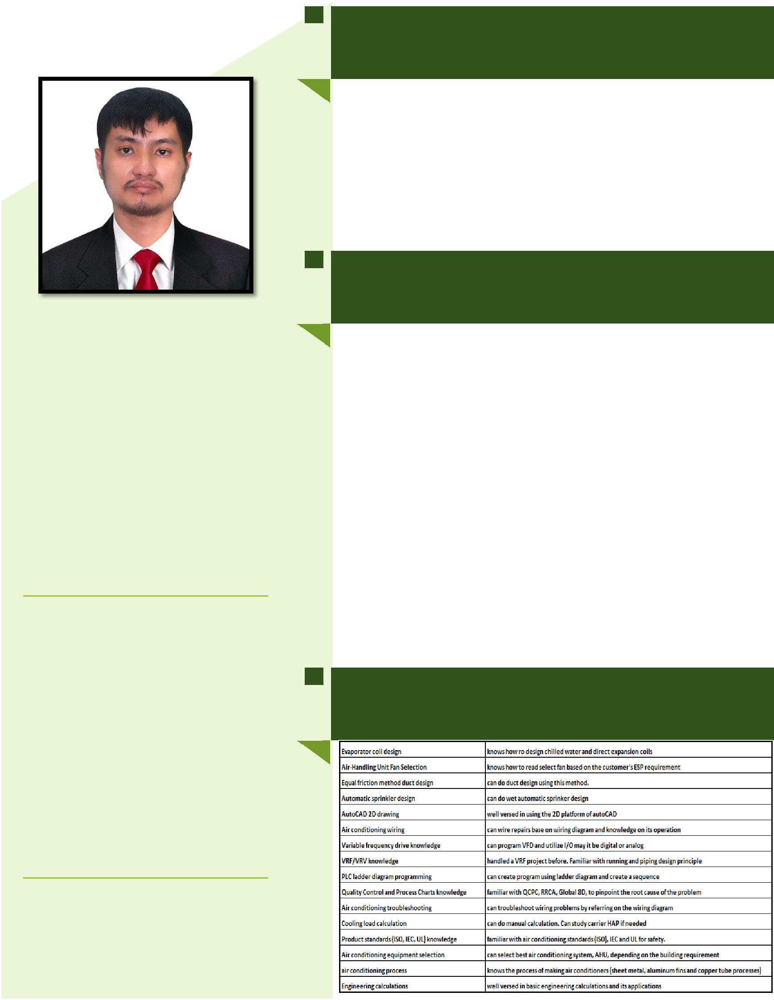 Evaporator coil design knows how ro design chilled water and direct expansion coils
Air-Handling Unit Fan Selection knows how to read select fan based on the customer's ESP requirement
Equal friction method duct design can do duct design using this method.
Automatic sprinkler design can do wet automatic sprinker design
AutoCAD 2D drawing well versed in using the 2D platform of autoCAD
Air conditioning wiring can wire repairs base on wiring diagram and knowledge on its operation
Variable frequency drive knowledge can program VFD and utilize I/O may it be digital or analog
VRF/VRV knowledge handled a VRF project before. Familiar with running and piping design principle
PLC ladder diagram programming can create program using ladder diagram and create a sequence
Quality Control and Process Charts knowledge familiar with QCPC, RRCA, Global 8D, to pinpoint the root cause of the problem
Air conditioning troubleshooting can troubleshoot wiring problems by referring on the wiring diagram
Cooling load calculation can do manual calculation. Can study carrier HAP if needed
Product standards (ISO, IEC, UL) knowledge familiar with air conditioning standards (ISO), IEC and UL for safety.
Air conditioning equipment selection can select best air conditioning system, AHU, depending on the building requirement
air conditioning process knows the process of making air conditioners (sheet metal, aluminum fins and copper tube processes)
Engineering calculations well versed in basic engineering calculations and its applications